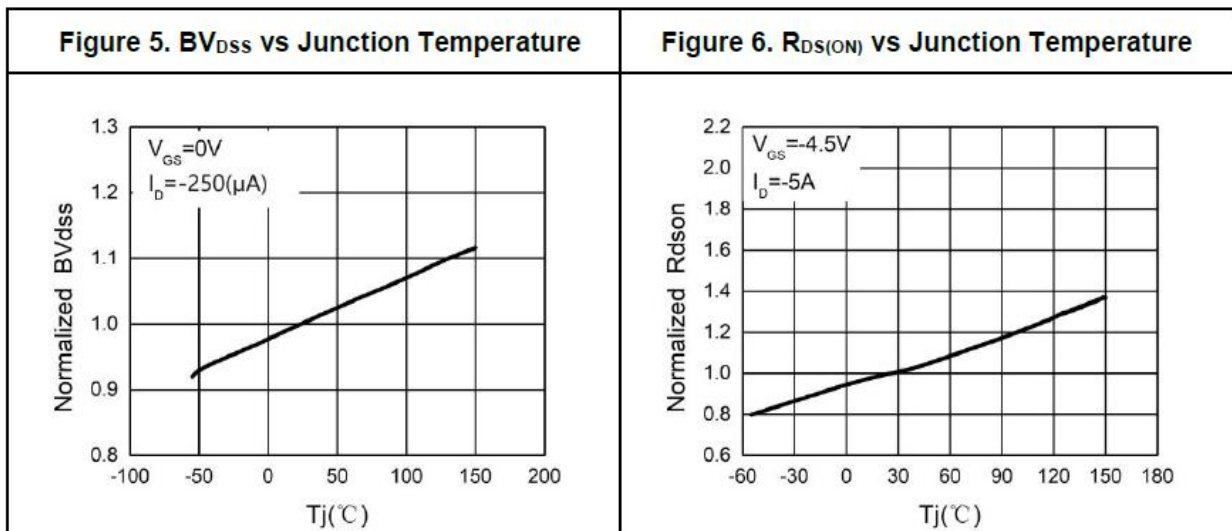 Figure 5. BVDSS vs Junction Temperature
Figure 6. RDS(ON) vs Junction Temperature
1.3
1.2
1.1
1.0
0.9
0.8
Normalized BVdss
VGS=0V
ID=-250(μA)
-100 -50 0 50 100 150 200
Tj(℃)
2.2
2.0
1.8
1.6
1.4
1.2
1.0
0.8
0.6
Normalized Rdson
VGS=-4.5V
ID=-5A
-60 -30 0 30 60 90 120 150 180
Tj(℃)